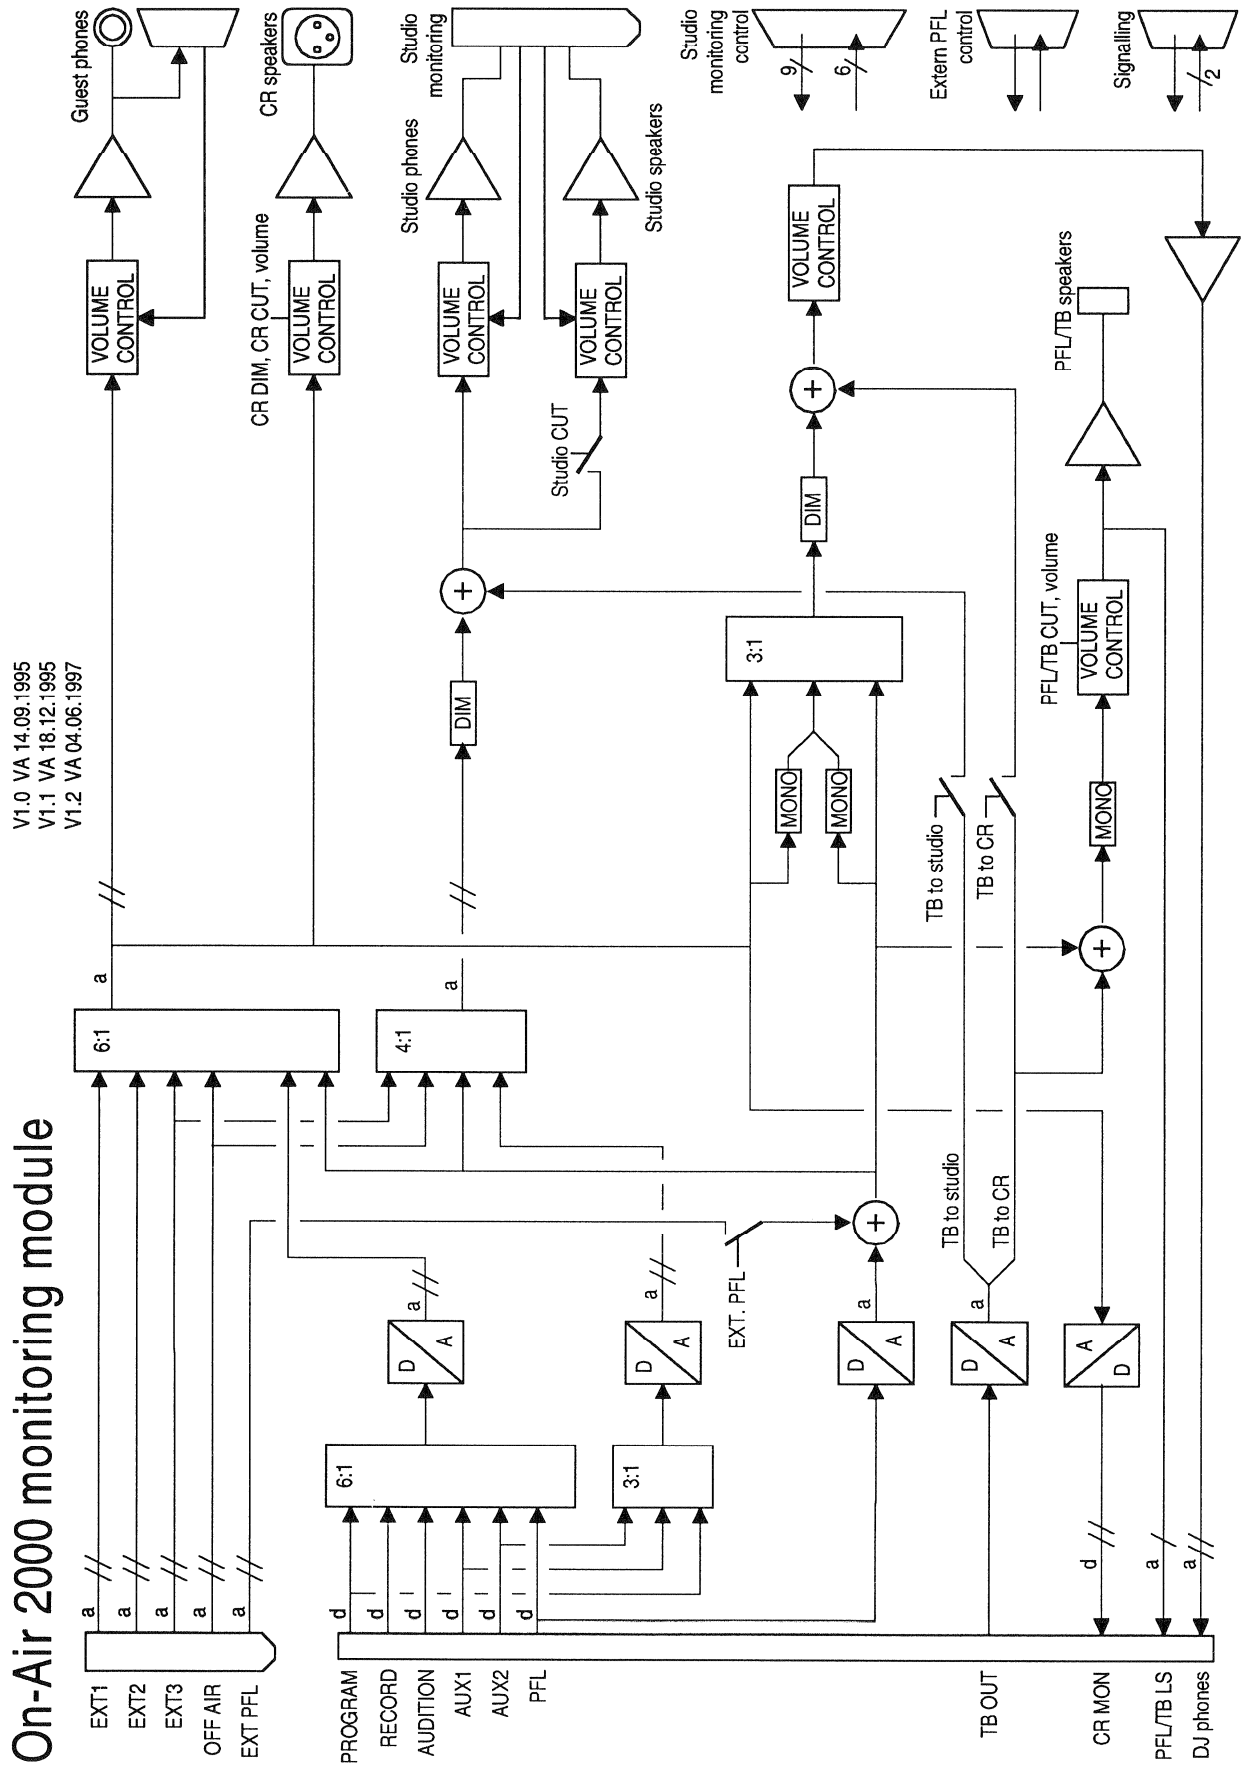 On-Air 2000 monitoring module
V1.0 VA 14.09.1995
V1.1 VA 18.12.1995
V1.2 VA 04.06.1997
EXT1
EXT2
EXT3
OFF AIR
EXT PFL
a
a
a
a
a
PROGRAM
RECORD
AUDITION
AUX1
AUX2
PFL
d
d
d
d
d
d
TB OUT
CR MON
PFL/TB LS
DJ phones
d
a
a
6:1
3:1
D
A
D
A
D
A
D
A
A
D
a
a
a
a
EXT. PFL
TB to studio
TB to CR
6:1
4:1
a
a
TB to studio
TB to CR
MONO
MONO
MONO
3:1
DIM
DIM
+
+
+
+
Studio CUT
VOLUME
CONTROL
Guest phones
CR DIM, CR CUT, volume
VOLUME
CONTROL
CR speakers
VOLUME
CONTROL
Studio phones
VOLUME
CONTROL
Studio speakers
Studio
monitoring
VOLUME
CONTROL
PFL/TB CUT, volume
VOLUME
CONTROL
PFL/TB speakers
Studio
monitoring
control
9
6
Extern PFL
control
Signalling
2